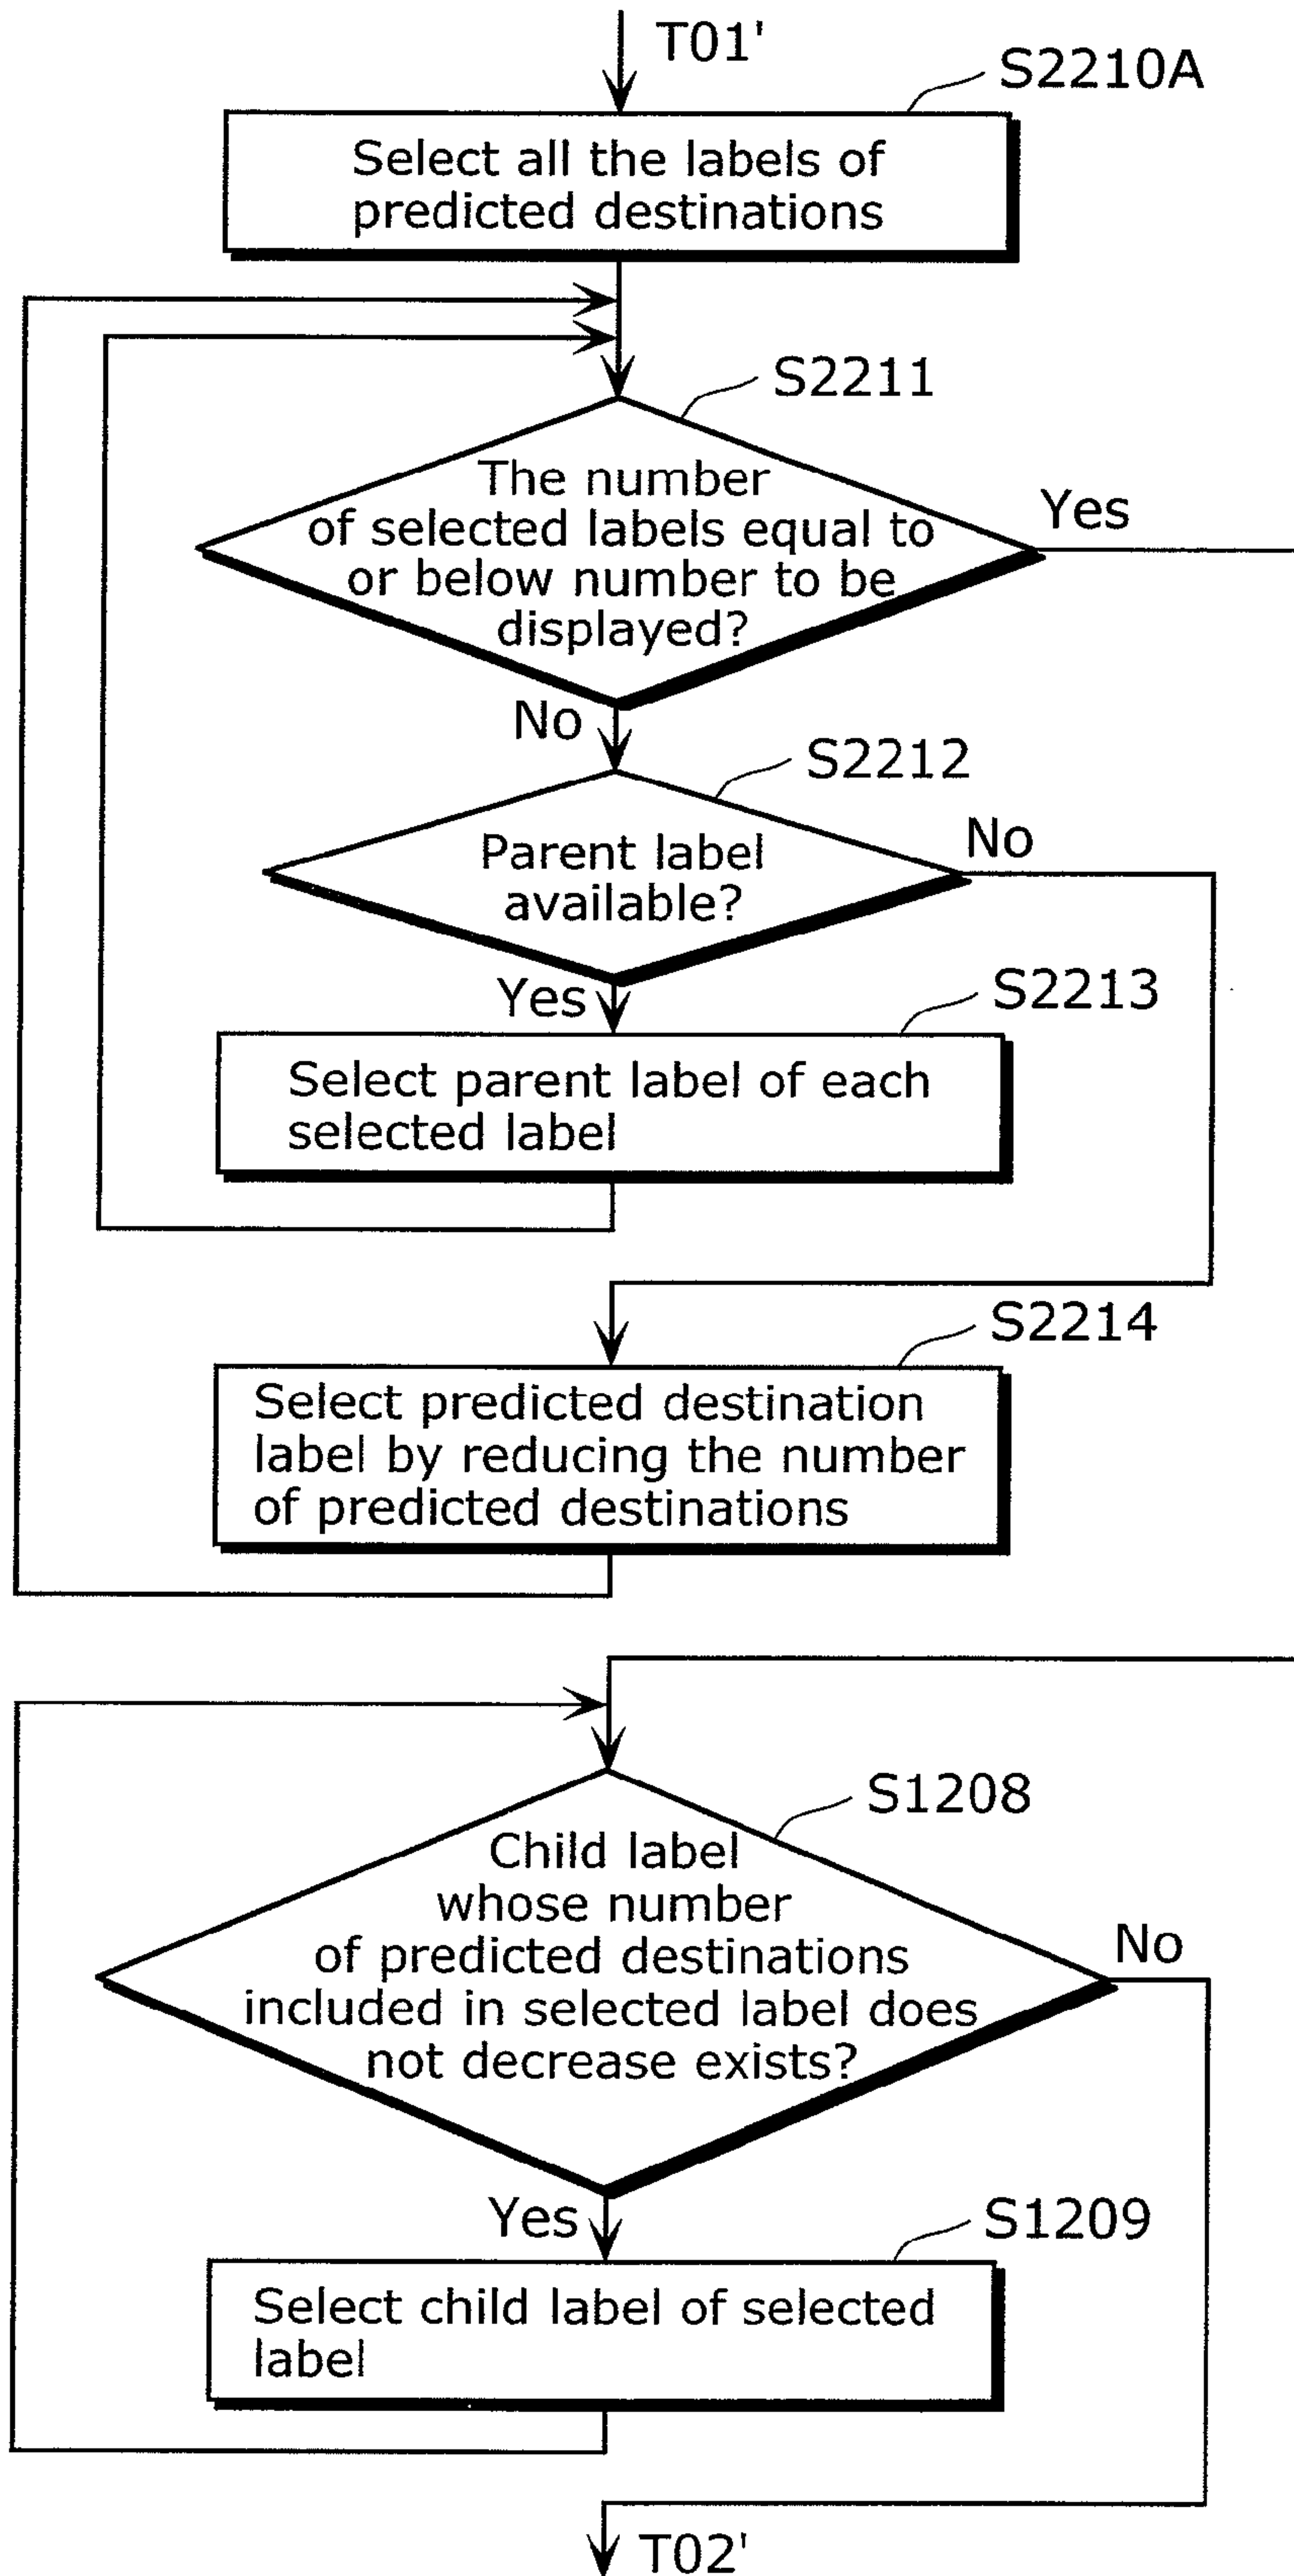 T01'
S2210A
Select all the labels of
predicted destinations
S2211
The number
of selected labels equal to
or below number to be
displayed?
Yes
No
S2212
Parent label
available?
No
Yes
S2213
Select parent label of each
selected label
S2214
Select predicted destination
label by reducing the number
of predicted destinations
S1208
Child label
whose number
of predicted destinations
included in selected label does
not decrease exists?
No
Yes
S1209
Select child label of selected
label
T02'